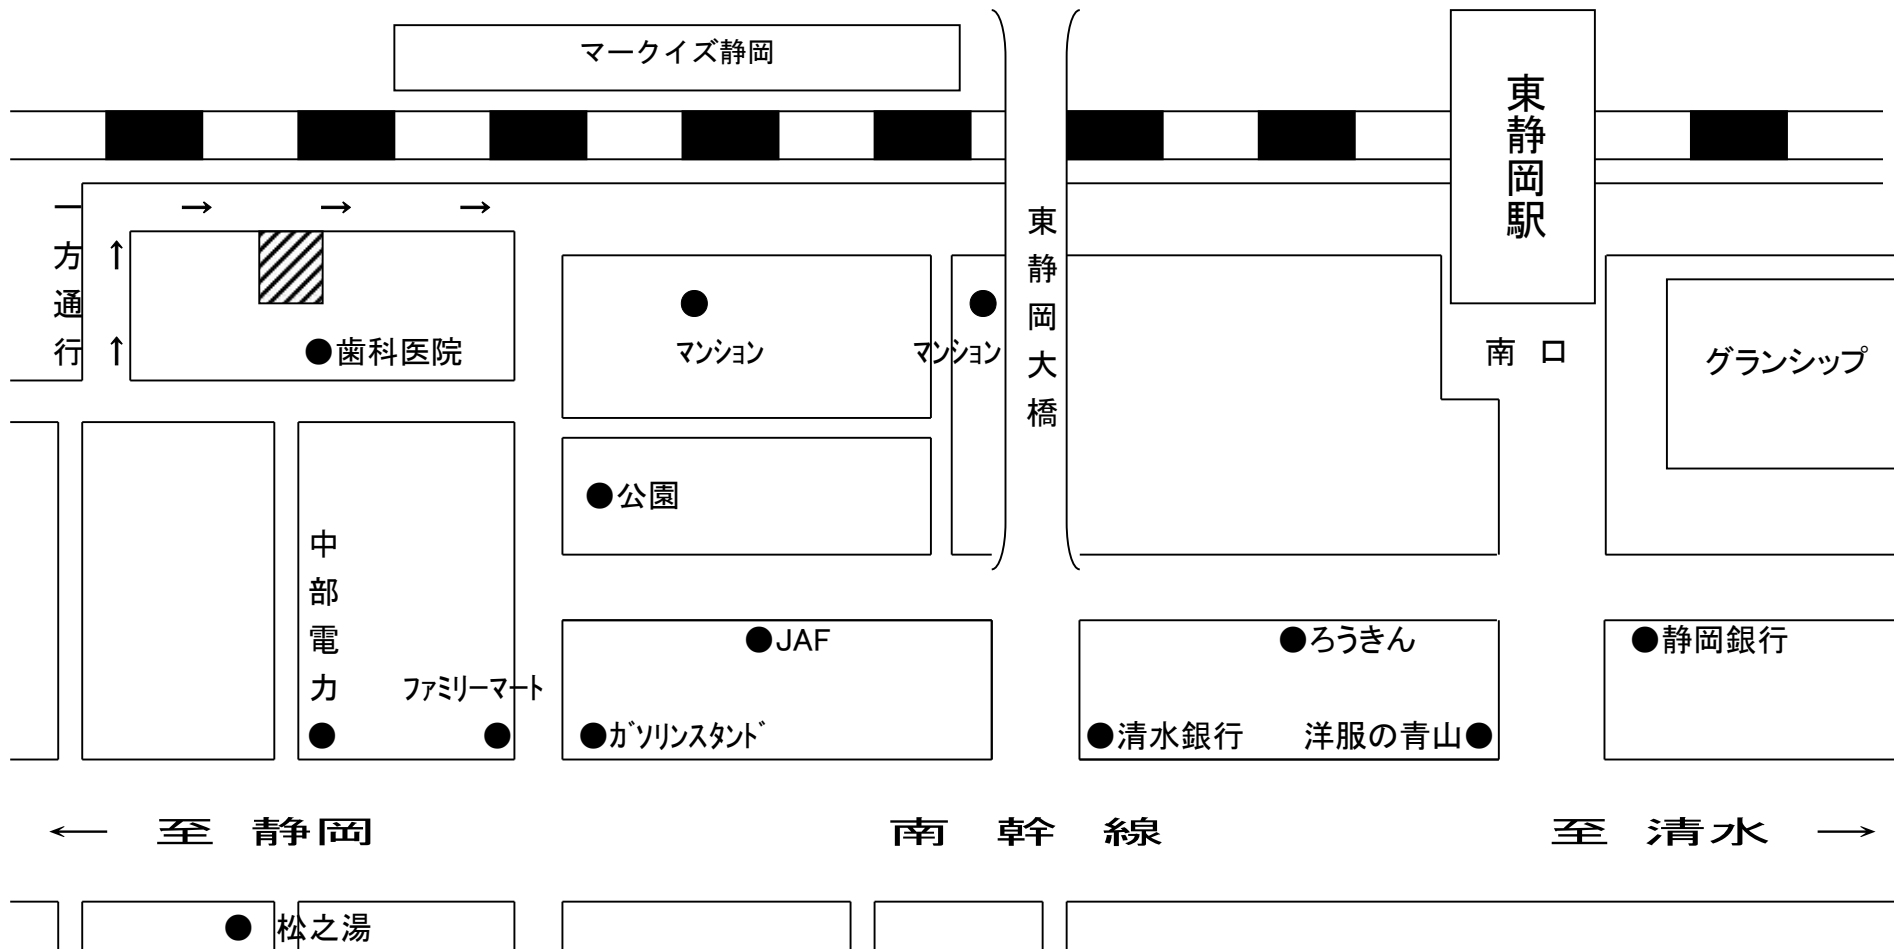 マークイズ静岡
東静岡駅
一方通行
→ → →
↑
↑
東静岡大橋
●歯科医院
マンション
マンション
南 口
グランシップ
●公園
中部電力
ファミリーマート
●JAF
●ガソリンスタンド
●ろうきん
●清水銀行
洋服の青山●
●静岡銀行
← 至 静岡
南 幹 線
至 清水 →
● 松之湯